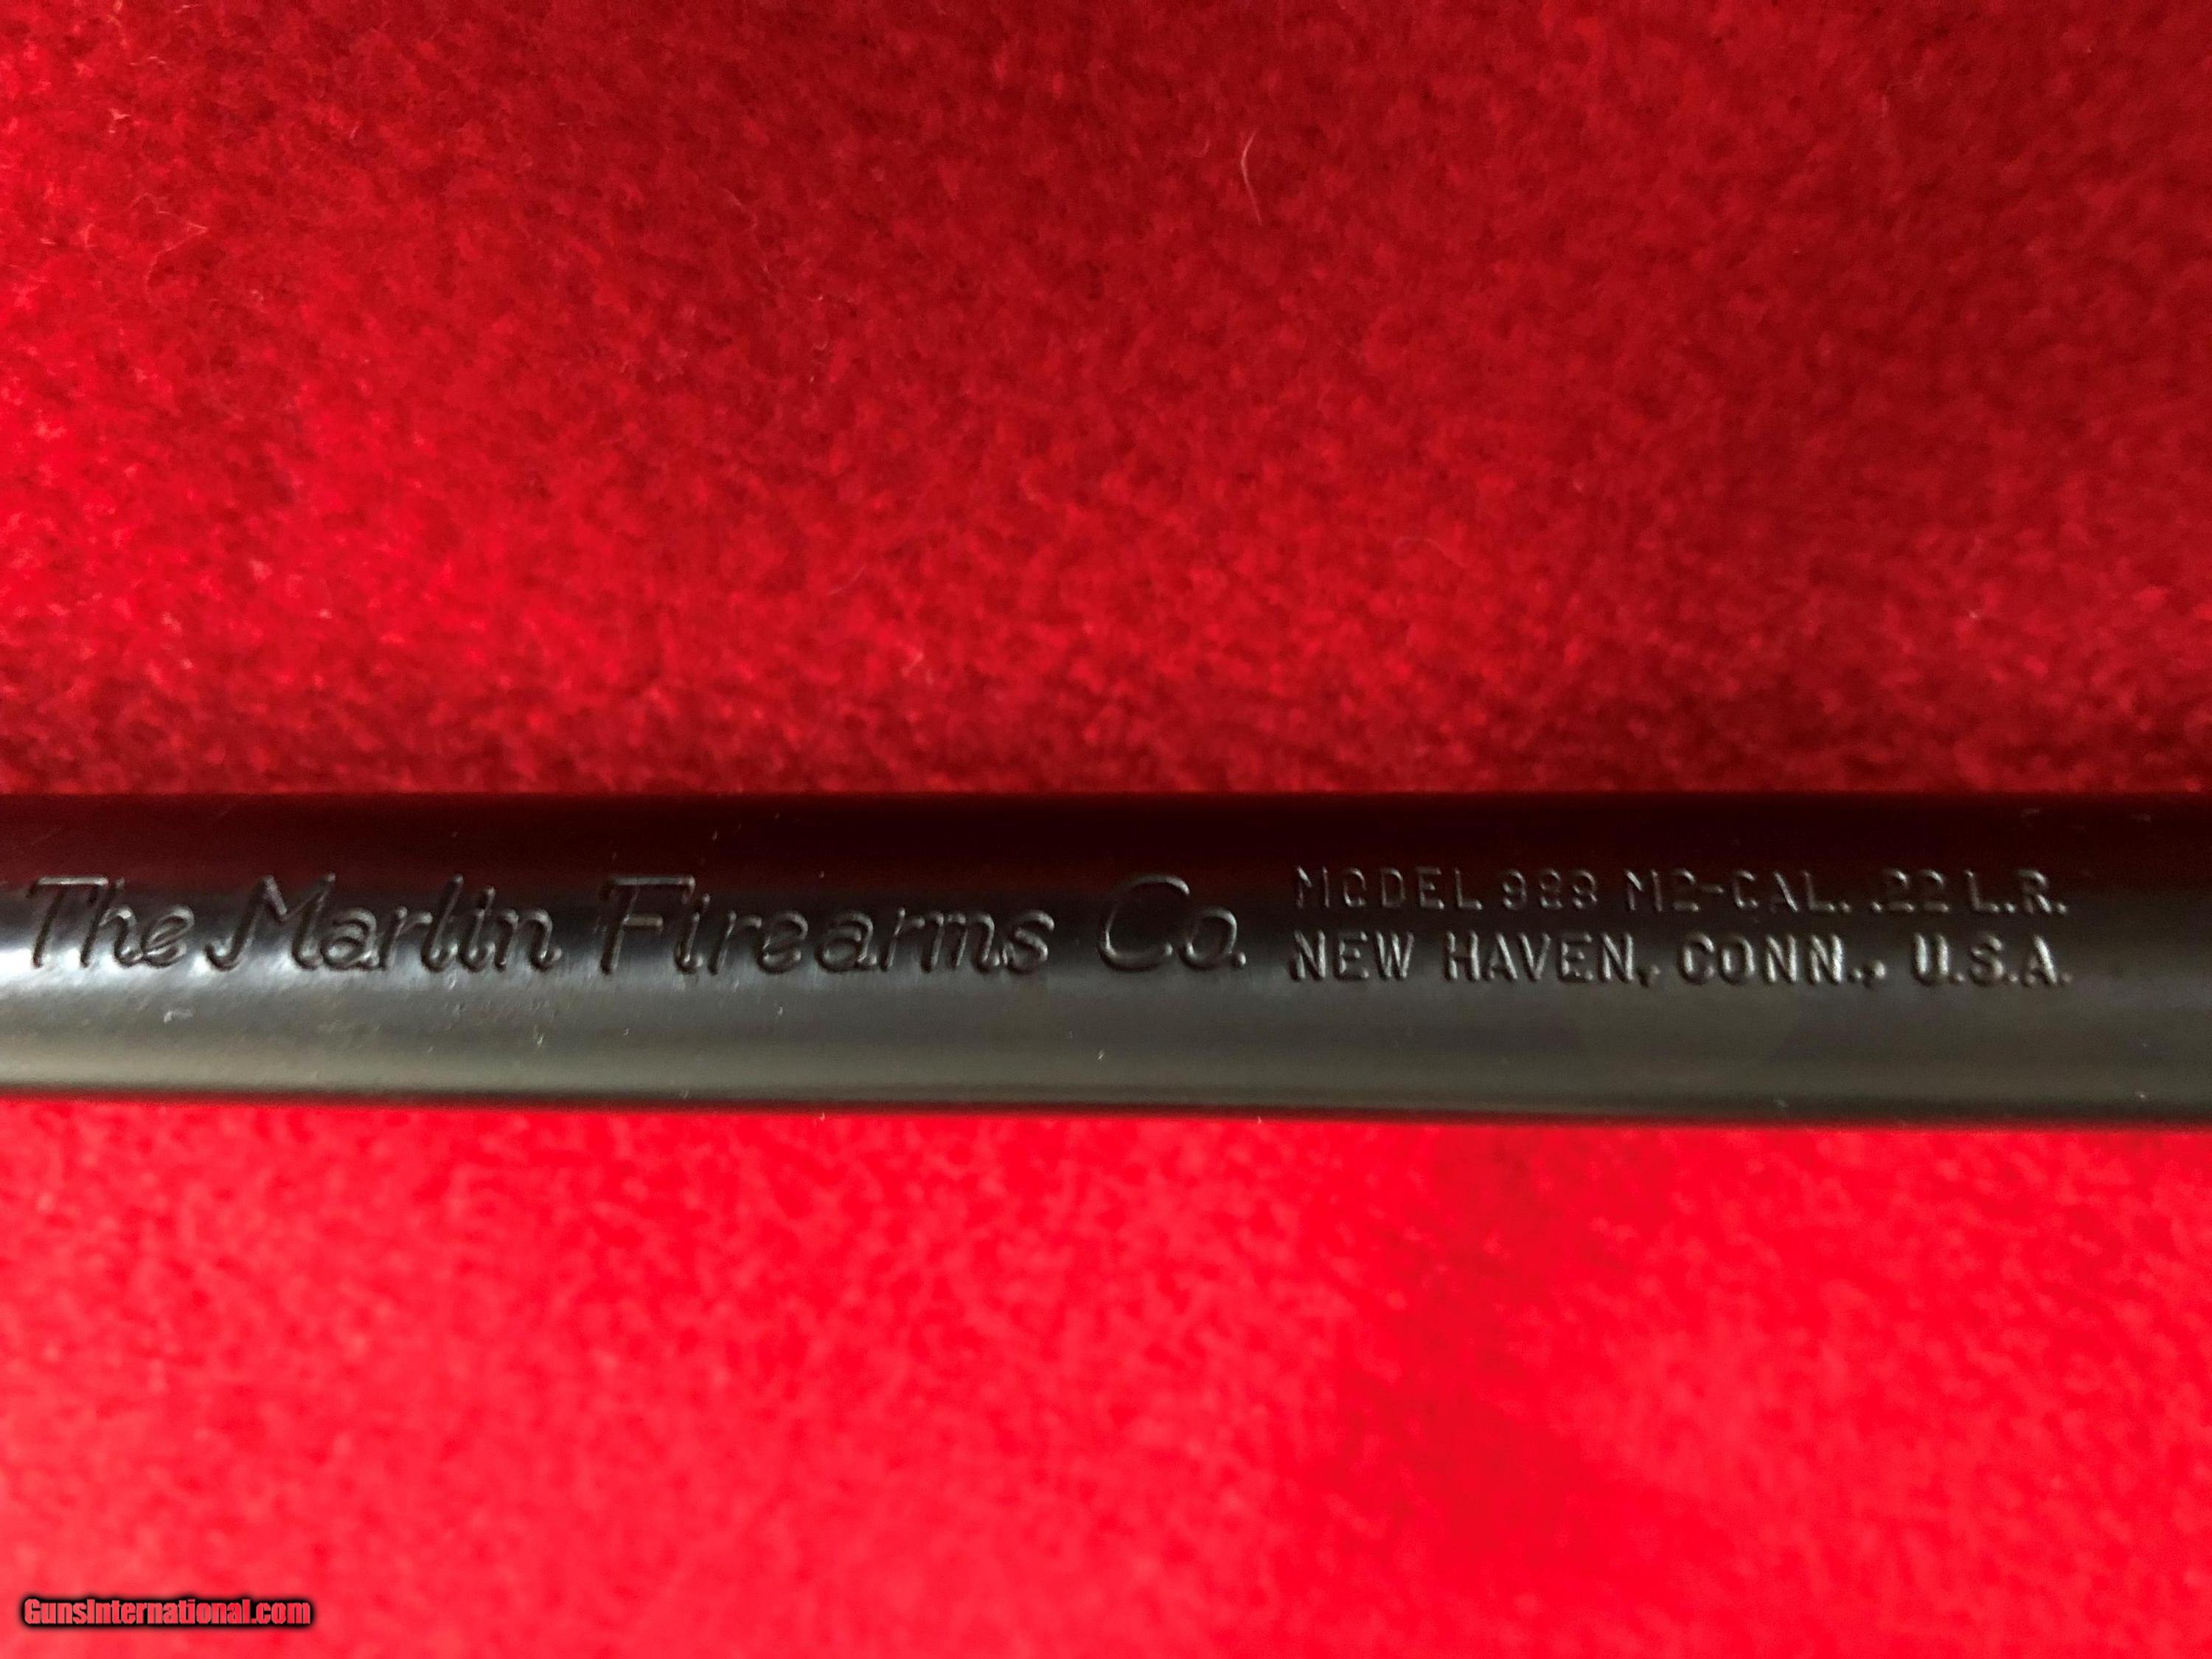 The Marlin Firearms Co.
MODEL 989 M2-CAL. .22 L.R.
NEW HAVEN, CONN., U.S.A.
GunsInternational.com